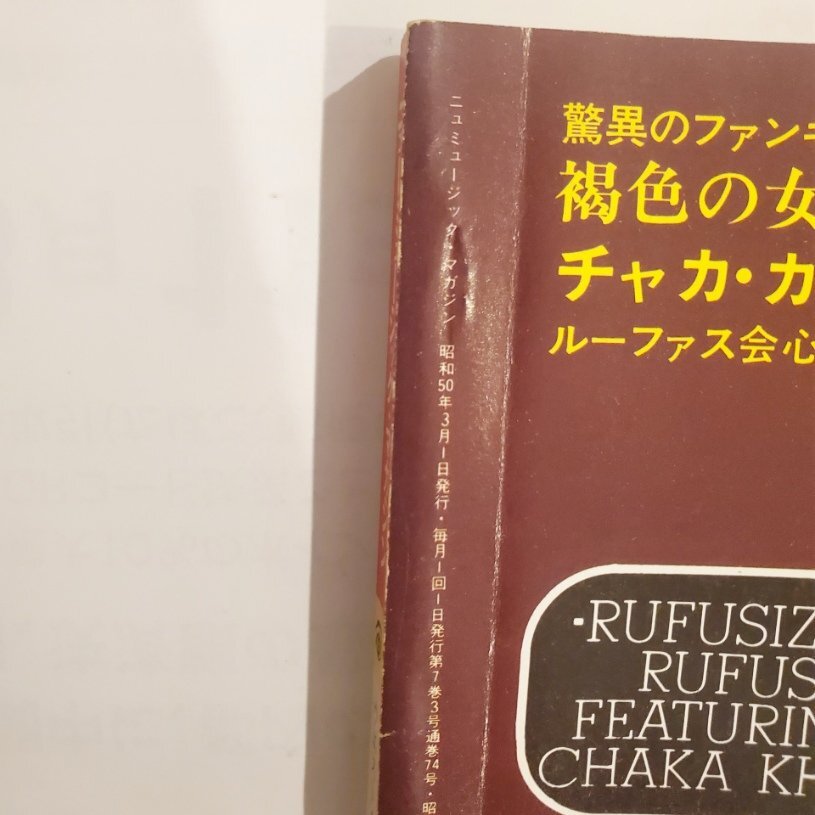 ニューミュージック・マガジン 昭和50年3月1日発行・毎月1回1日発行第7巻3号通巻74号・昭
驚異のファンキ
褐色の女
チャカ・カ
ルーファス会心
·RUFUSIZ
RUFUS
FEATURIN
CHAKA KH